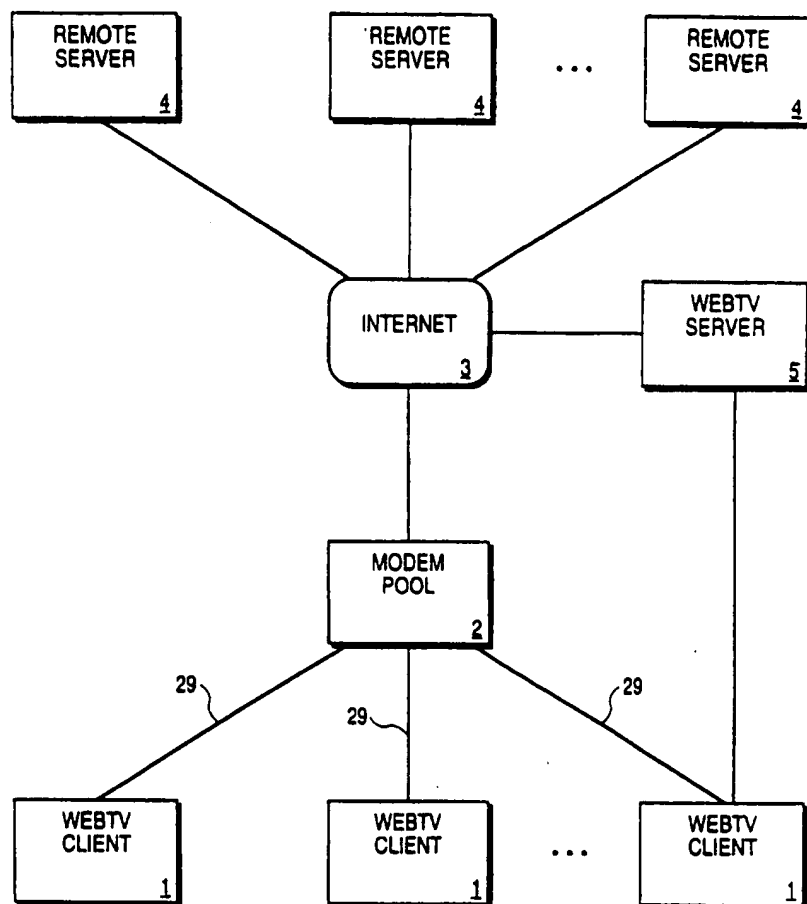 REMOTE
SERVER
4
REMOTE
SERVER
4
...
REMOTE
SERVER
4
INTERNET
3
WEBTV
SERVER
5
MODEM
POOL
2
29
29
29
WEBTV
CLIENT
1
WEBTV
CLIENT
1
...
WEBTV
CLIENT
1